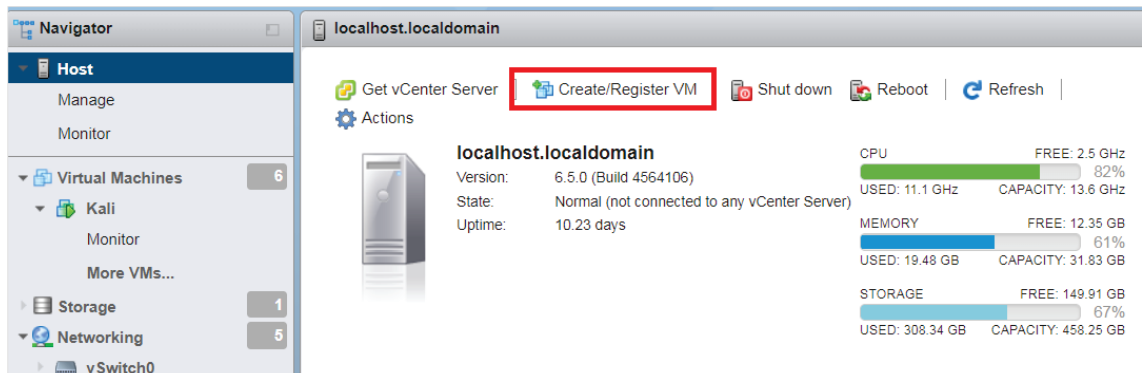 Navigator
Host
Manage
Monitor
Virtual Machines 6
Kali
Monitor
More VMs...
Storage 1
Networking 5
vSwitch0
localhost.localdomain
Get vCenter Server Create/Register VM Shut down Reboot Refresh
Actions
localhost.localdomain
Version: 6.5.0 (Build 4564106)
State: Normal (not connected to any vCenter Server)
Uptime: 10.23 days
CPU FREE: 2.5 GHz
82%
USED: 11.1 GHz CAPACITY: 13.6 GHz
MEMORY FREE: 12.35 GB
61%
USED: 19.48 GB CAPACITY: 31.83 GB
STORAGE FREE: 149.91 GB
67%
USED: 308.34 GB CAPACITY: 458.25 GB